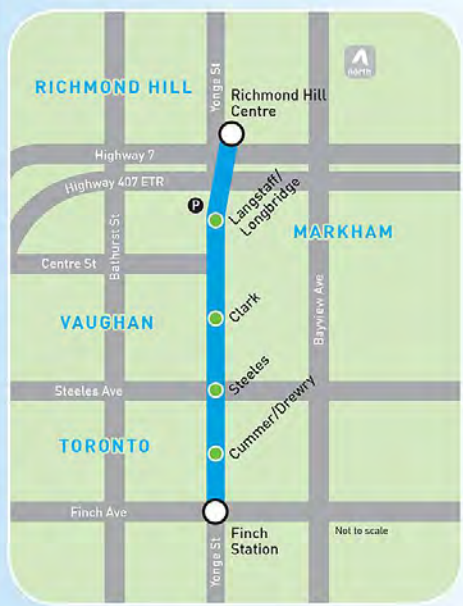 Yonge St
north
RICHMOND HILL
Richmond Hill
Centre
Highway 7
Highway 407 ETR
P
Langstaff/
Longbridge
MARKHAM
Bathurst St
Centre St
Bayview Ave
VAUGHAN
Clark
Steeles Ave
Steeles
TORONTO
Cummer/Drewry
Finch Ave
Finch
Station
Not to scale
Yonge St